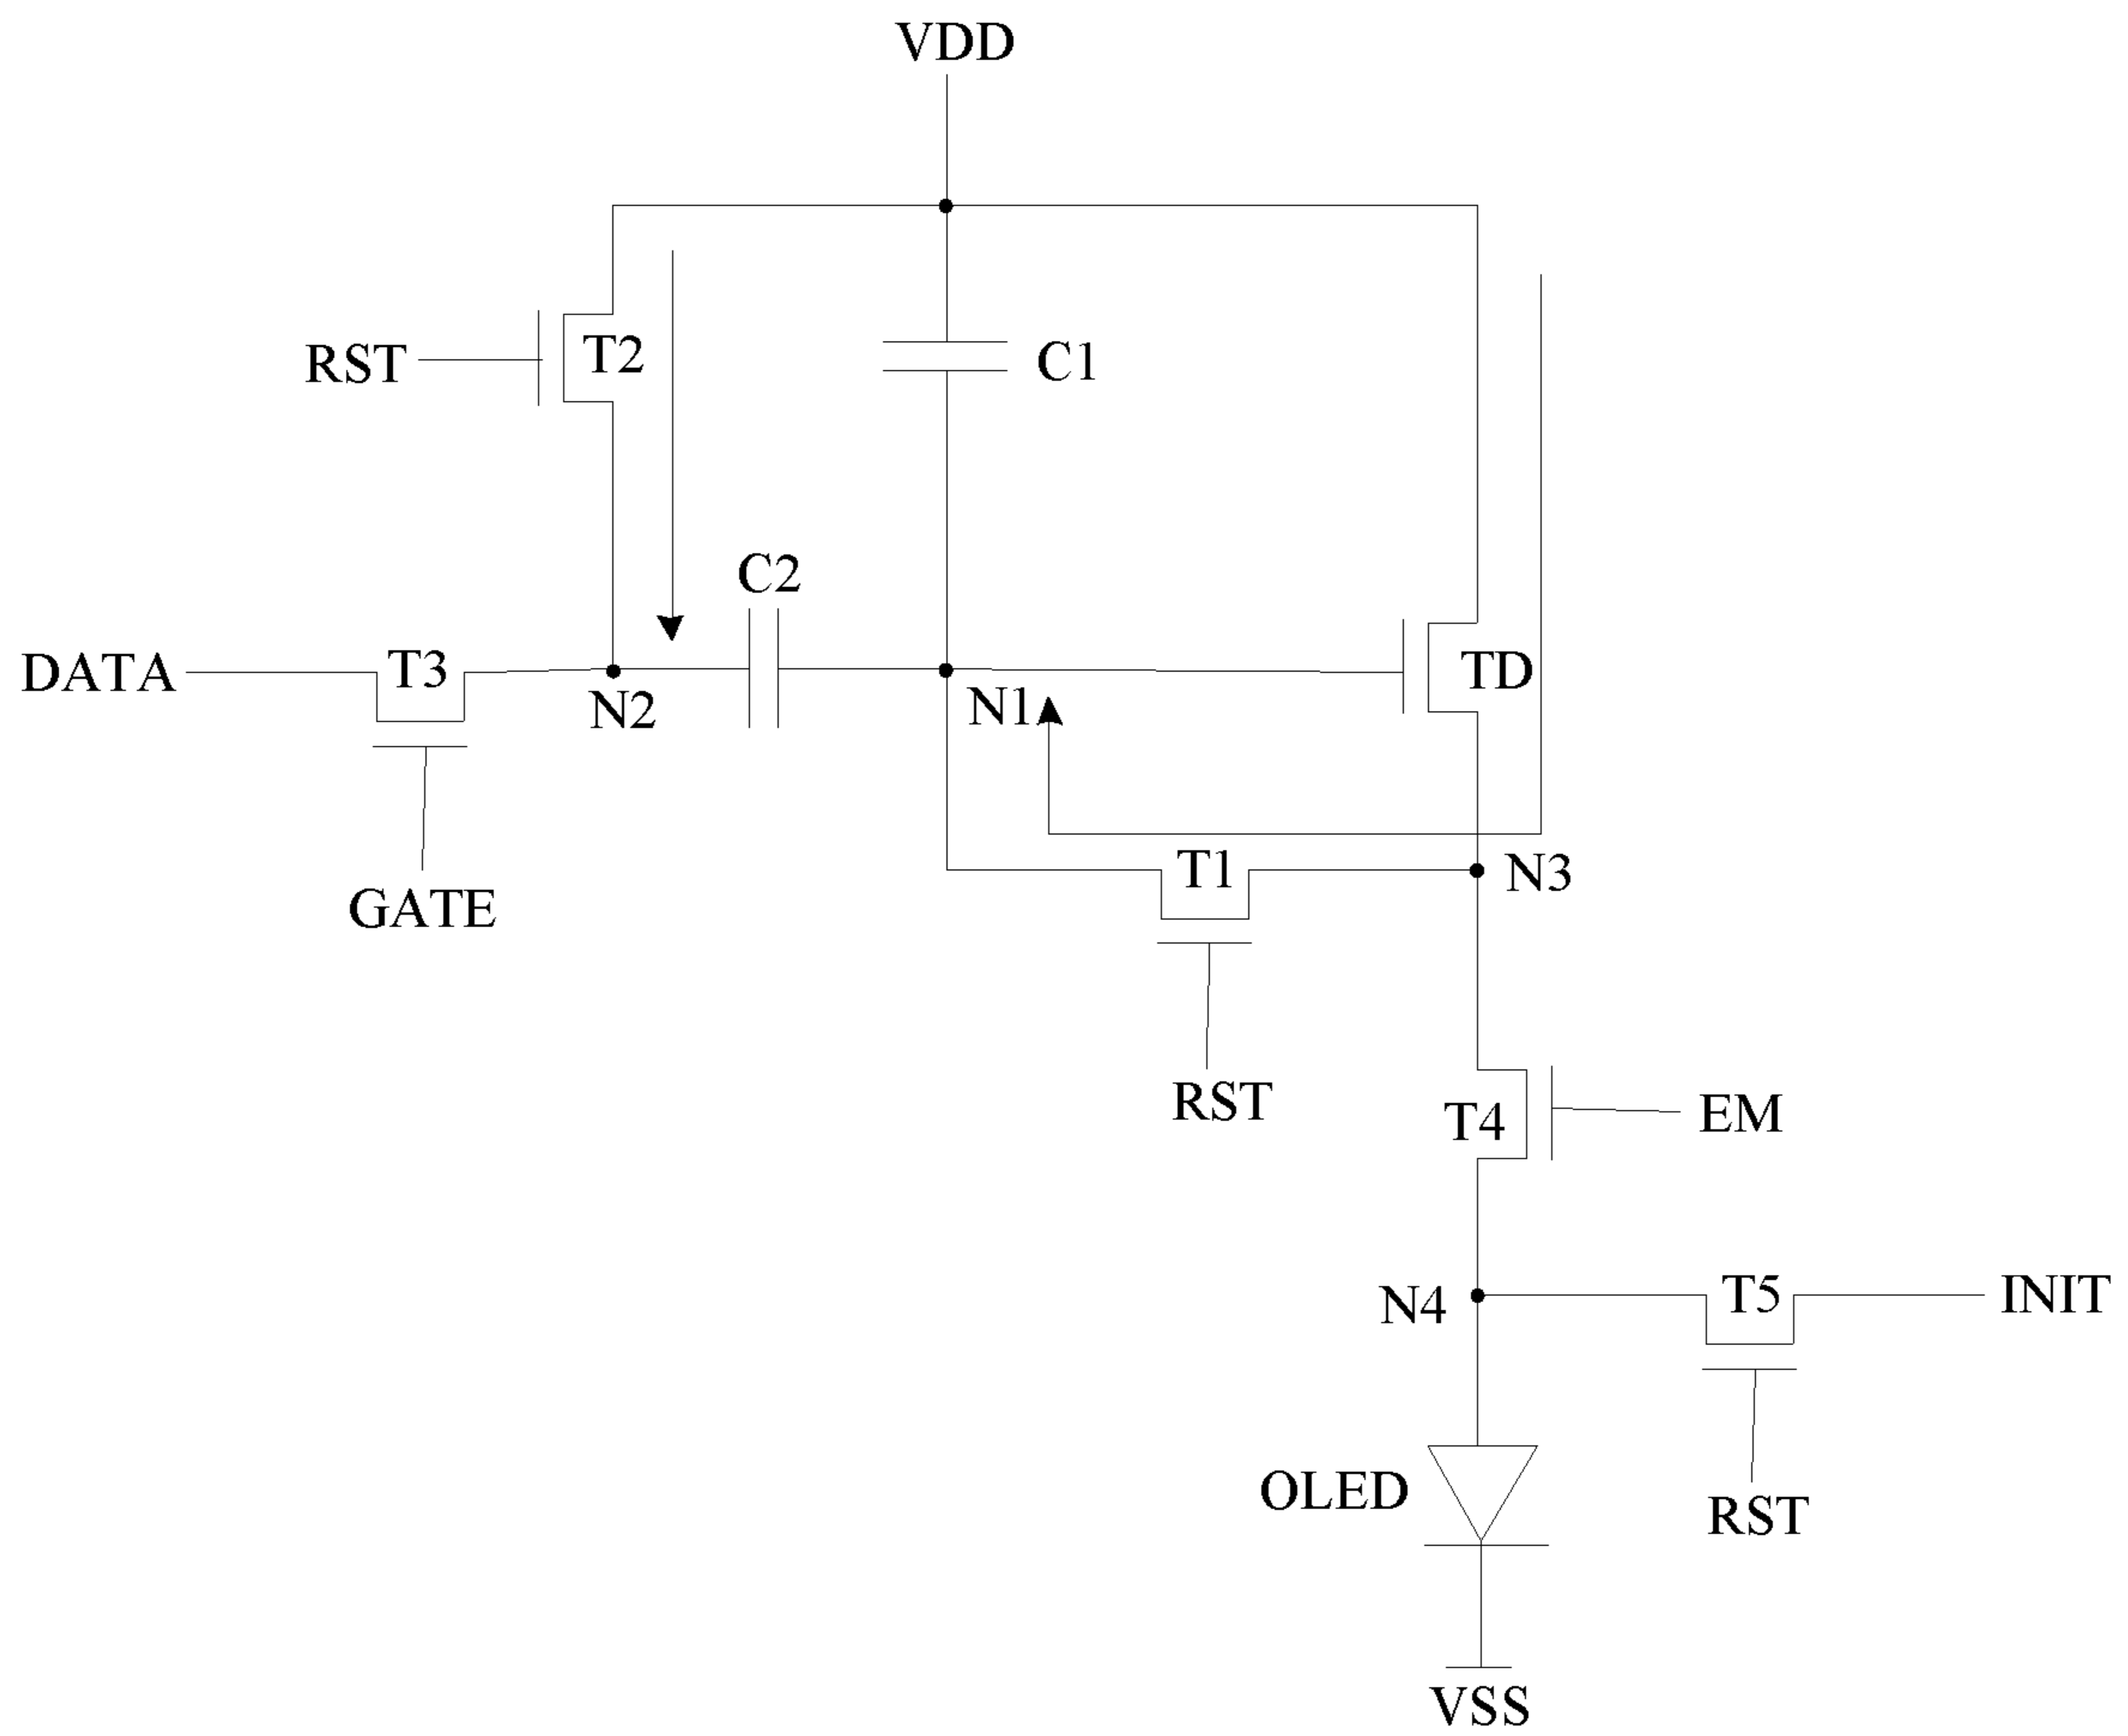 VDD
RST
T2
C1
C2
DATA
T3
N2
N1
TD
GATE
T1
N3
RST
T4
EM
N4
T5
INIT
OLED
RST
VSS